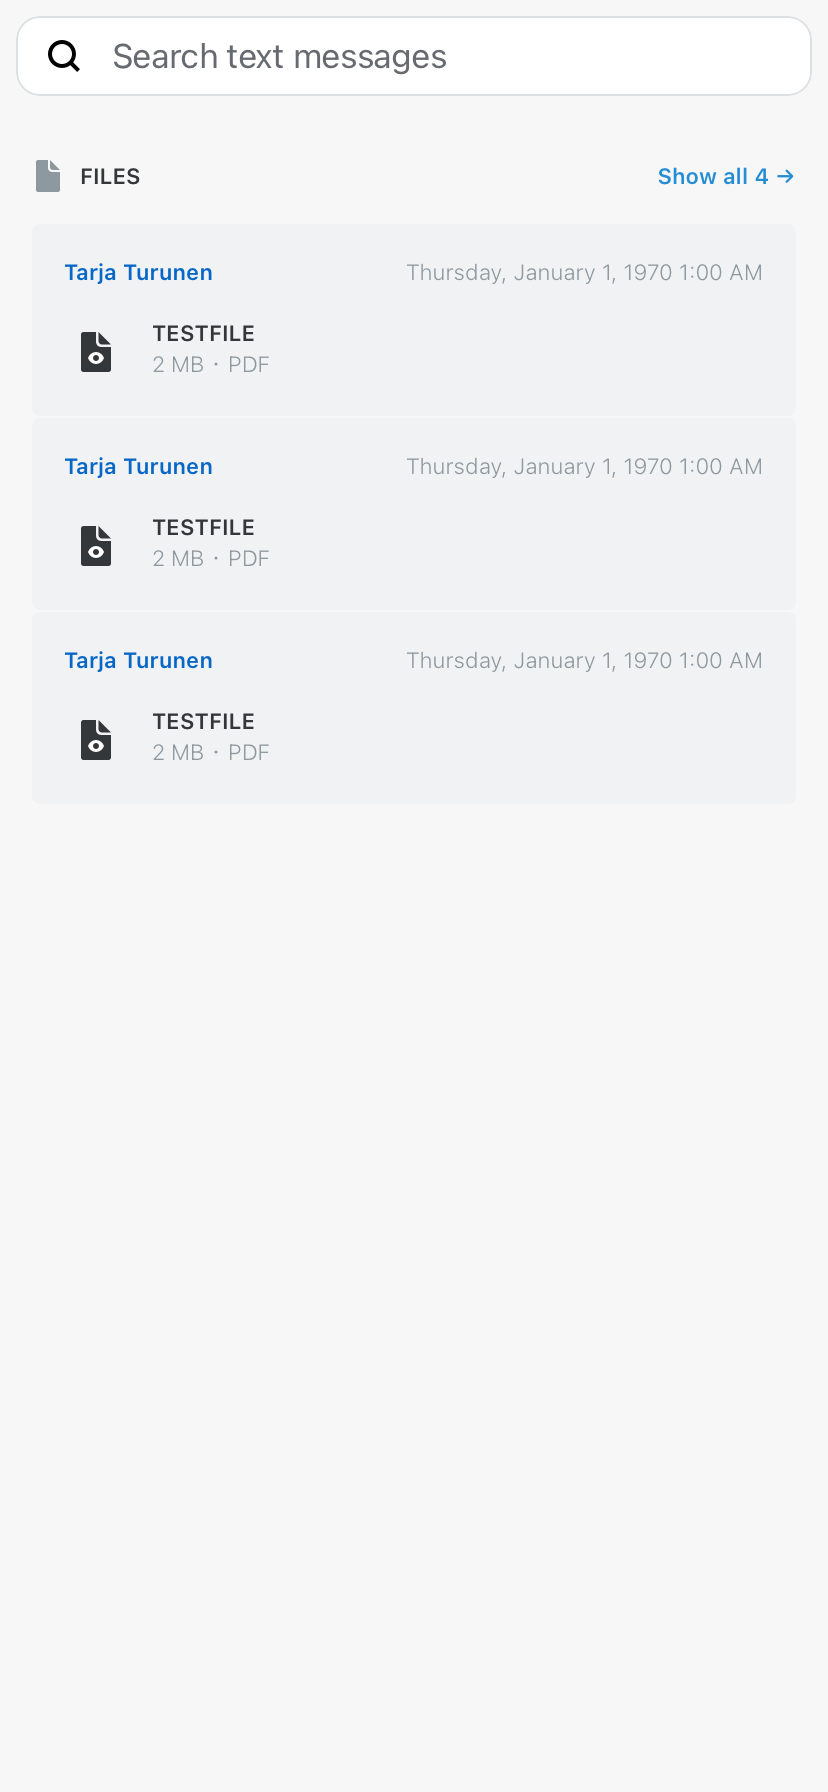 Search text messages
FILES
Show all 4 →
Tarja Turunen
Thursday, January 1, 1970 1:00 AM
TESTFILE
2 MB · PDF
Tarja Turunen
Thursday, January 1, 1970 1:00 AM
TESTFILE
2 MB · PDF
Tarja Turunen
Thursday, January 1, 1970 1:00 AM
TESTFILE
2 MB · PDF